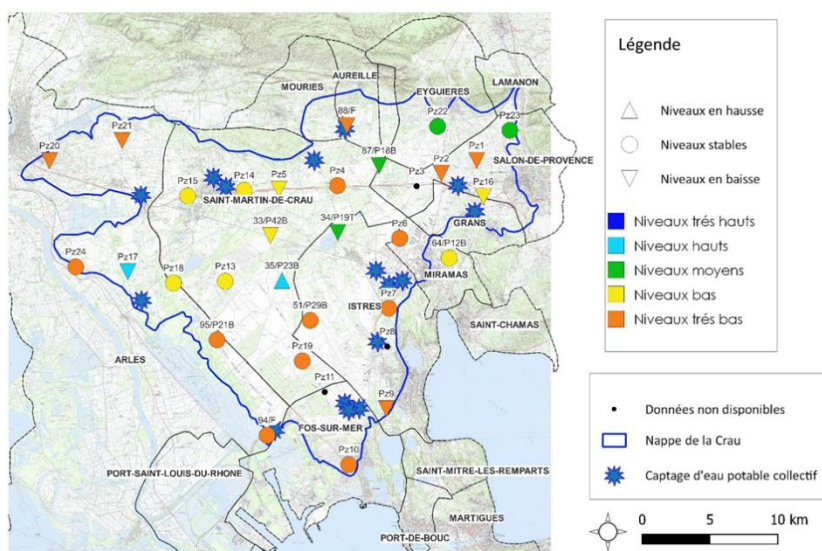 LAMANON
AUREILLE
MOURIES
EYGUIERES
88/F
Pz22
Pz23
Pz21
Pz20
87/P18B
Pz2
Pz1
SALON-DE-PROVENCE
Pz15
Pz14
Pz5
Pz4
Pz3
Pz16
SAINT-MARTIN-DE-CRAU
GRANS
33/P42B
34/P19T
Pz6
64/P12B
Pz24
Pz17
Pz18
Pz13
35/P23B
MIRAMAS
ISTRES
Pz7
51/P29B
SAINT-CHAMAS
95/P21B
Pz8
ARLES
Pz19
Pz11
Pz9
94/F
FOS-SUR-MER
Pz10
PORT-SAINT-LOUIS-DU-RHONE
SAINT-MITRE-LES-REMPARTS
MARTIGUES
PORT-DE-BOUC
Légende
Niveaux en hausse
Niveaux stables
Niveaux en baisse
Niveaux trés hauts
Niveaux hauts
Niveaux moyens
Niveaux bas
Niveaux trés bas
Données non disponibles
Nappe de la Crau
Captage d'eau potable collectif
0 5 10 km